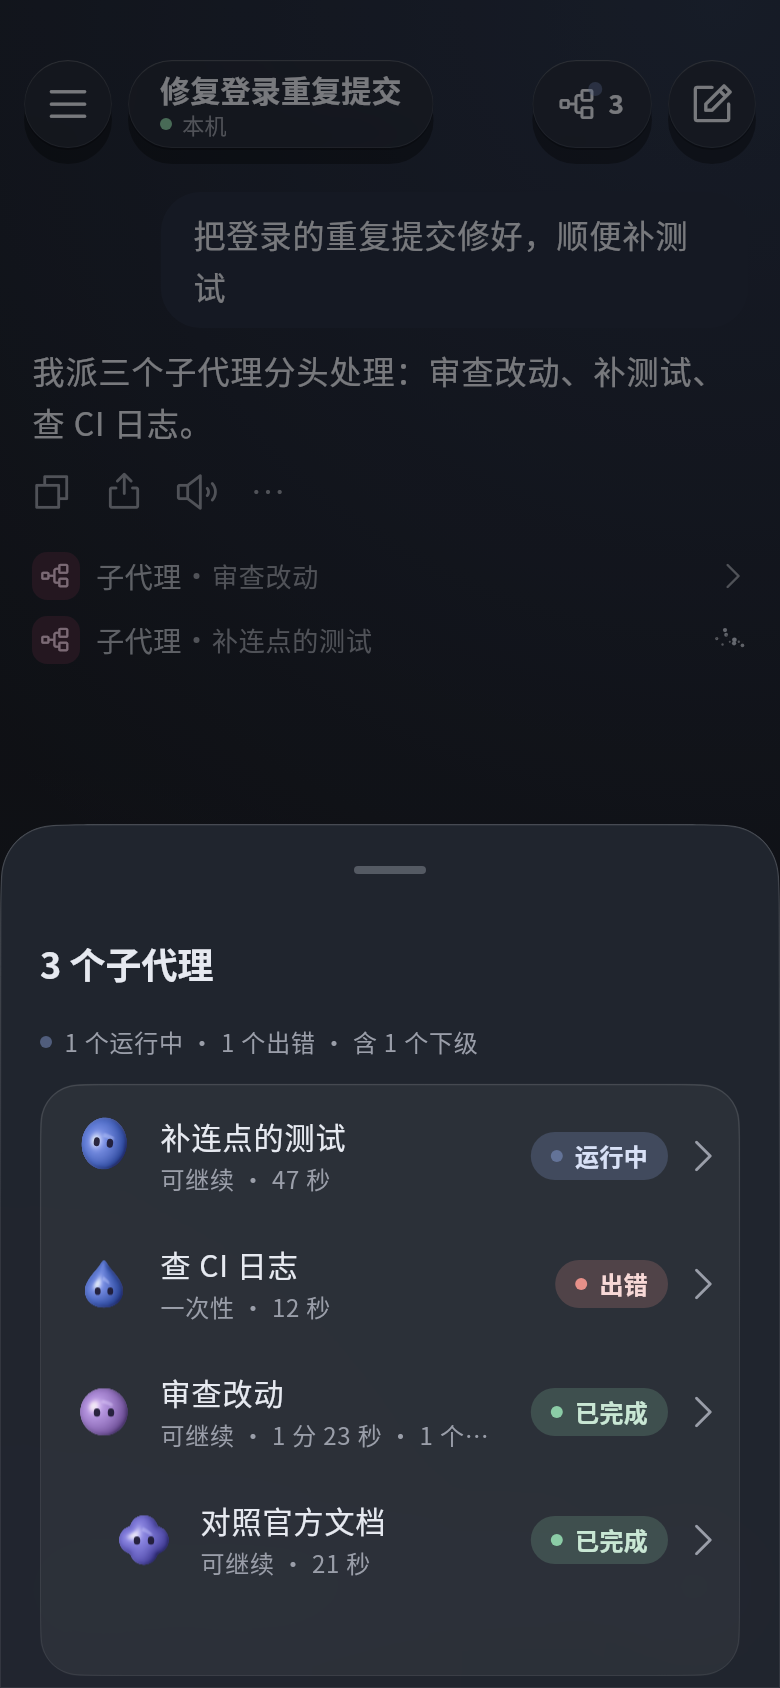 修复登录重复提交
本机
3
把登录的重复提交修好，顺便补测
试
我派三个子代理分头处理：审查改动、补测试、
查 CI 日志。
子代理 · 审查改动
子代理 · 补连点的测试
3 个子代理
1 个运行中 · 1 个出错 · 含 1 个下级
补连点的测试
可继续 · 47 秒
运行中
查 CI 日志
一次性 · 12 秒
出错
审查改动
可继续 · 1 分 23 秒 · 1 个…
已完成
对照官方文档
可继续 · 21 秒
已完成